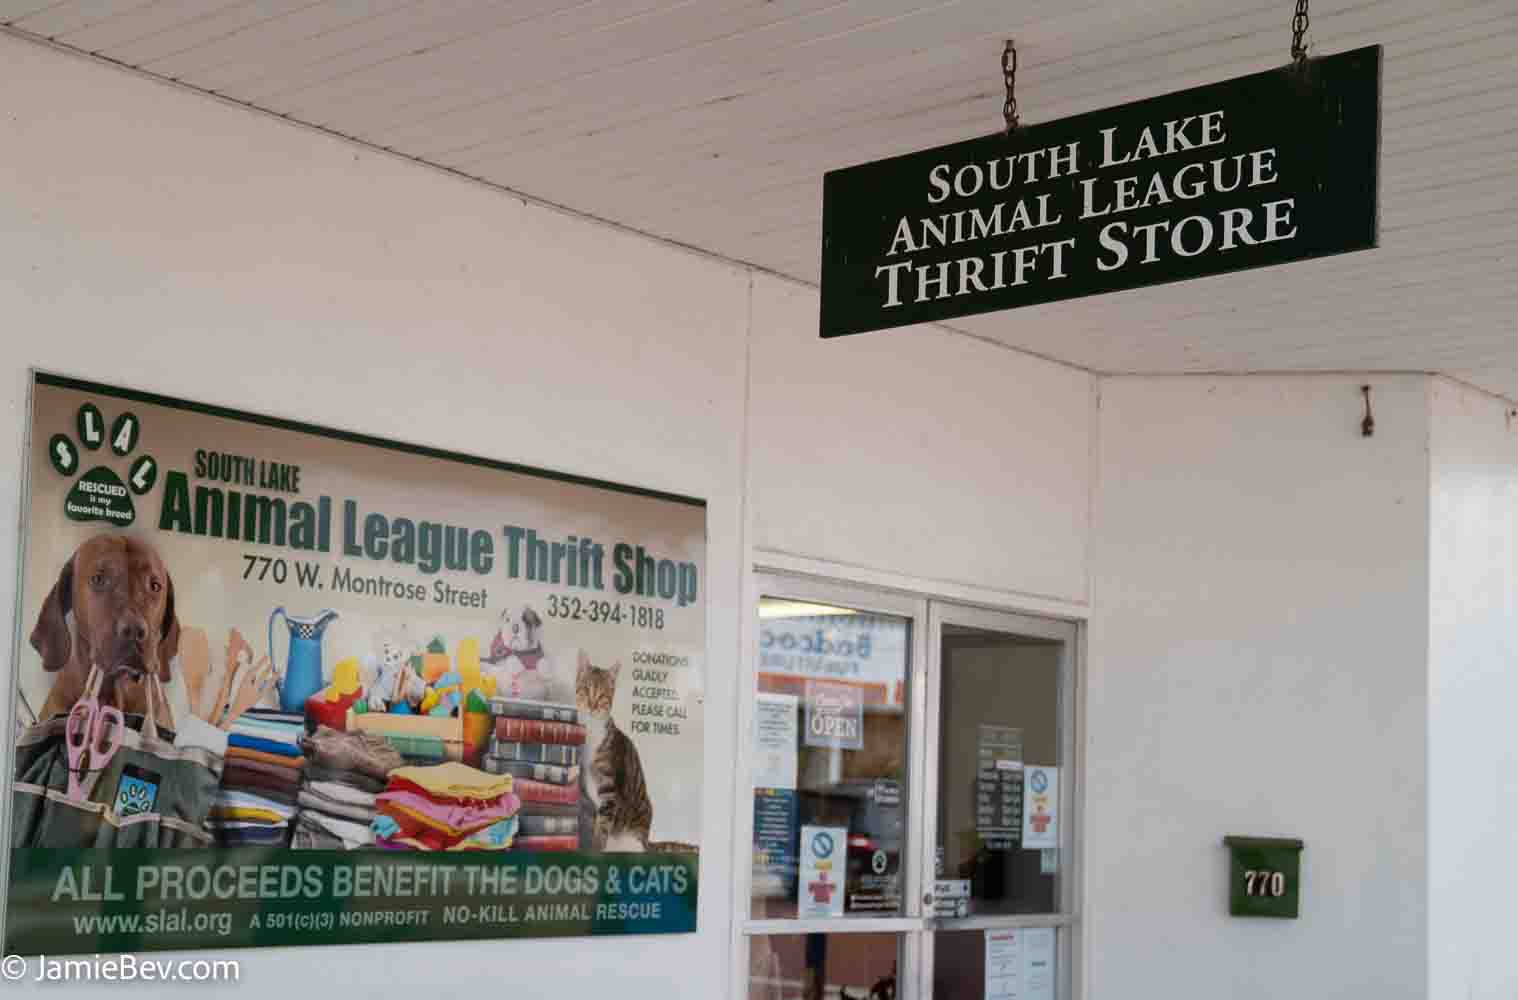 SOUTH LAKE
ANIMAL LEAGUE
THRIFT STORE
SLAL
RESCUED
is my
favorite breed
SOUTH LAKE
Animal League Thrift Shop
770 W. Montrose Street
352-394-1818
DONATIONS
GLADLY
ACCEPTED.
PLEASE CALL
FOR TIMES.
ALL PROCEEDS BENEFIT THE DOGS & CATS
www.slal.org A 501(C)(3) NONPROFIT NO-KILL ANIMAL RESCUE
Badcoc
OPEN
770
© JamieBev.com